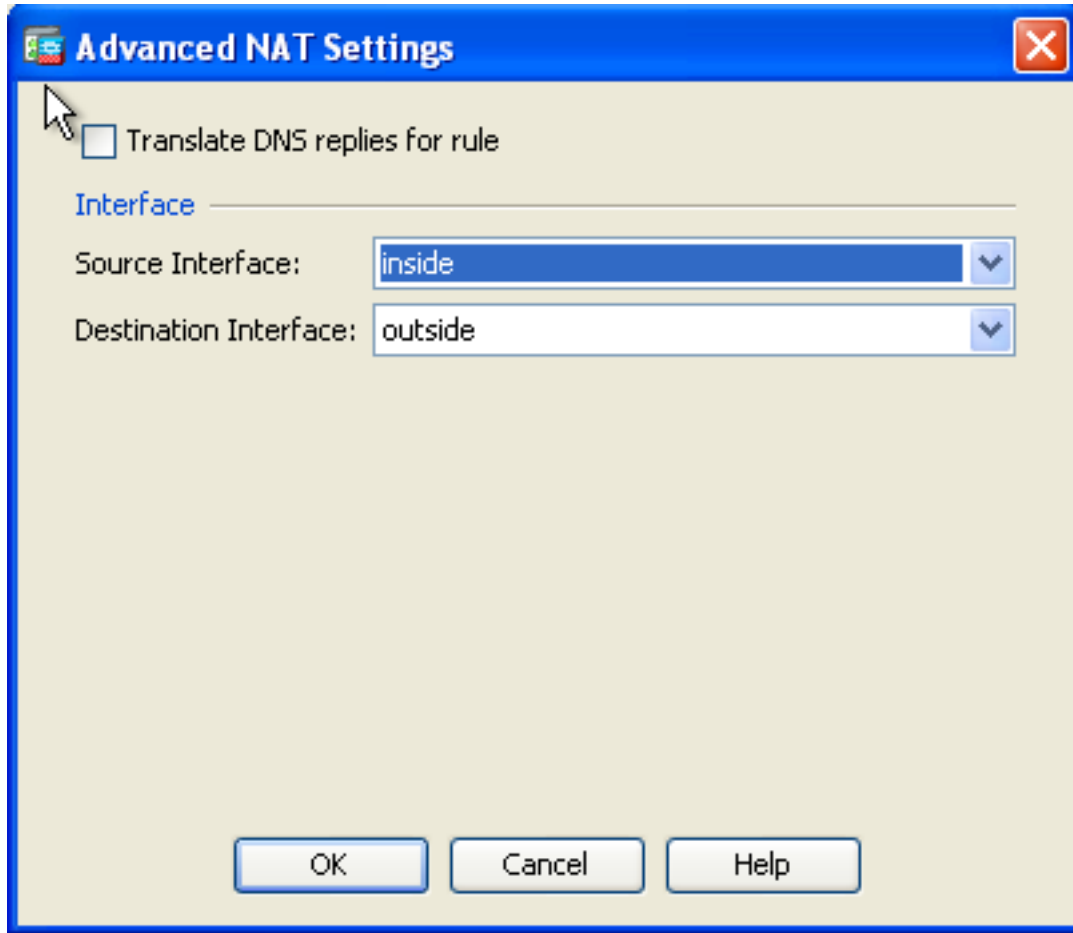 Advanced NAT Settings
Translate DNS replies for rule
Interface
Source Interface: inside
Destination Interface: outside
OK Cancel Help